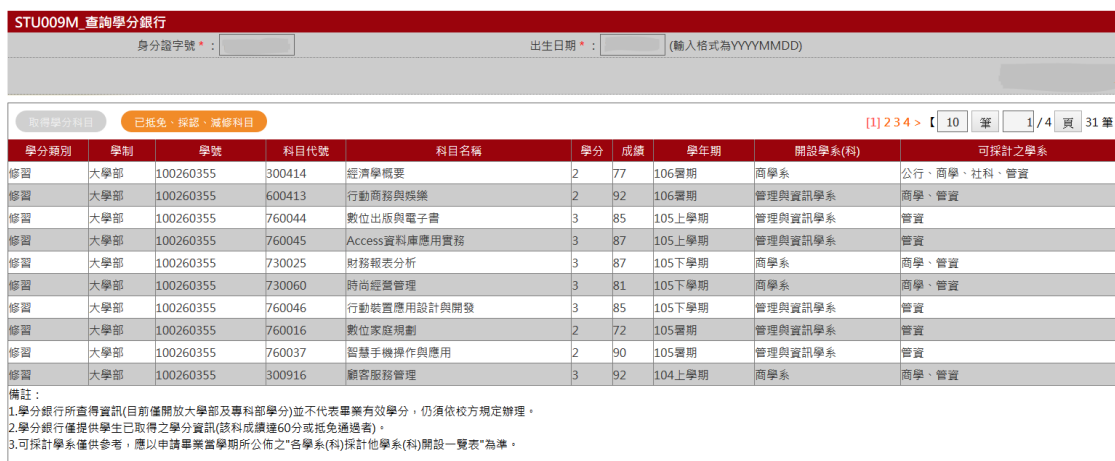 STU009M_查詢學分銀行
身分證字號 * : 出生日期 * : (輸入格式為YYYYMMDD)
取得學分科目 已抵免、採認、減修科目 [1] 2 3 4 > 【 10 筆 1 / 4 頁 31 筆
學分類別 學制 學號 科目代號 科目名稱 學分 成績 學年期 開設學系(科) 可採計之學系
修習 大學部 100260355 300414 經濟學概要 2 77 106暑期 商學系 公行、商學、社科、管資
修習 大學部 100260355 600413 行動商務與娛樂 2 92 106暑期 管理與資訊學系 商學、管資
修習 大學部 100260355 760044 數位出版與電子書 3 85 105上學期 管理與資訊學系 管資
修習 大學部 100260355 760045 Access資料庫應用實務 3 87 105上學期 管理與資訊學系 管資
修習 大學部 100260355 730025 財務報表分析 3 87 105下學期 商學系 商學、管資
修習 大學部 100260355 730060 時尚經營管理 3 81 105下學期 商學系 商學、管資
修習 大學部 100260355 760046 行動裝置應用設計與開發 3 85 105下學期 管理與資訊學系 管資
修習 大學部 100260355 760016 數位家庭規劃 2 72 105暑期 管理與資訊學系 管資
修習 大學部 100260355 760037 智慧手機操作與應用 2 90 105暑期 管理與資訊學系 管資
修習 大學部 100260355 300916 顧客服務管理 3 92 104上學期 商學系 商學、管資
備註：
1.學分銀行所查得資訊(目前僅開放大學部及專科部學分)並不代表畢業有效學分，仍須依校方規定辦理。
2.學分銀行僅提供學生已取得之學分資訊(該科成績達60分或抵免通過者)。
3.可採計學系僅供參考，應以申請畢業當學期所公佈之"各學系(科)採計他學系(科)開設一覽表"為準。